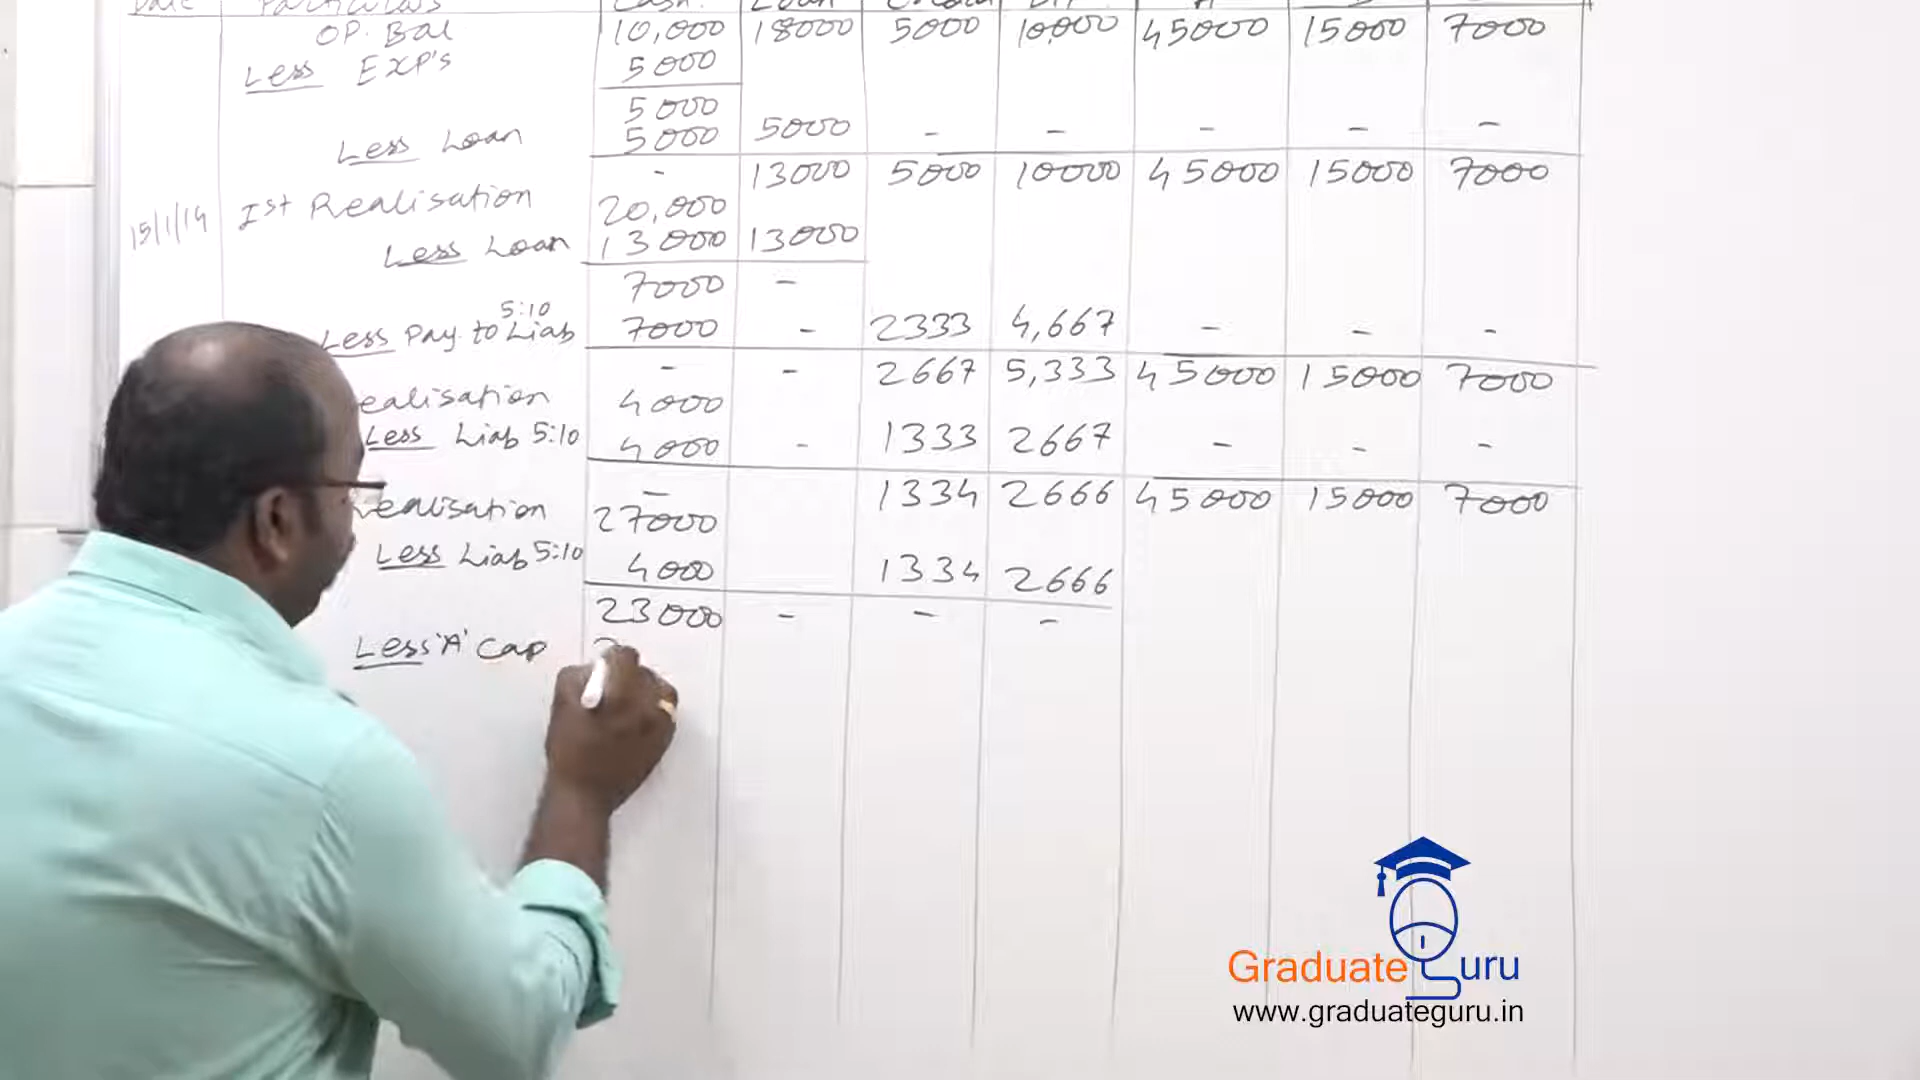 Particulars
OP. Bal 10,000 18000 5000 10,000 45000 15000 7000
Less Exp's 5000
5000
Less Loan 5000 5000 - - - - -
- 13000 5000 10000 45000 15000 7000
15/1/14 Ist Realisation 20,000
Less Loan 13000 13000
7000 -
5:10
Less Pay. to Liab 7000 - 2333 4,667 - - -
- - 2667 5,333 45000 15000 7000
ealisation 4000
Less Liab 5:10 4000 - 1333 2667 - - -
- 1334 2666 45000 15000 7000
ealisation 27000
Less Liab 5:10 4000 1334 2666
23000 - - -
Less 'A' Cap
Graduate Guru
www.graduateguru.in